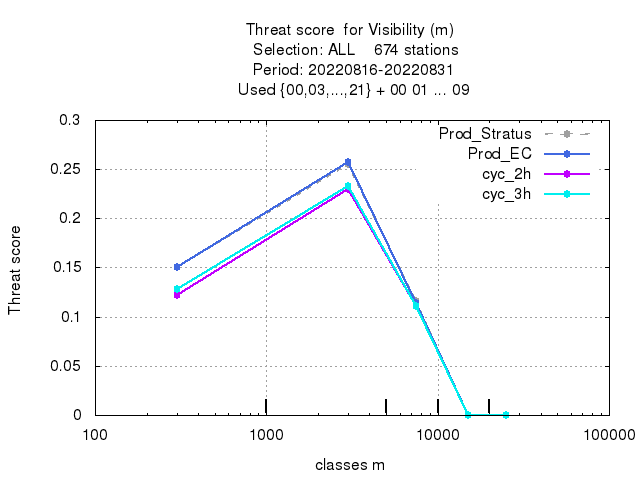 Threat score  for Visibility (m)
Selection: ALL    674 stations
Period: 20220816-20220831
Used {00,03,...,21} + 00 01 ... 09
Prod_Stratus
Prod_EC
cyc_2h
cyc_3h
0.3
0.25
0.2
0.15
0.1
0.05
0
Threat score
100 1000 10000 100000
classes m